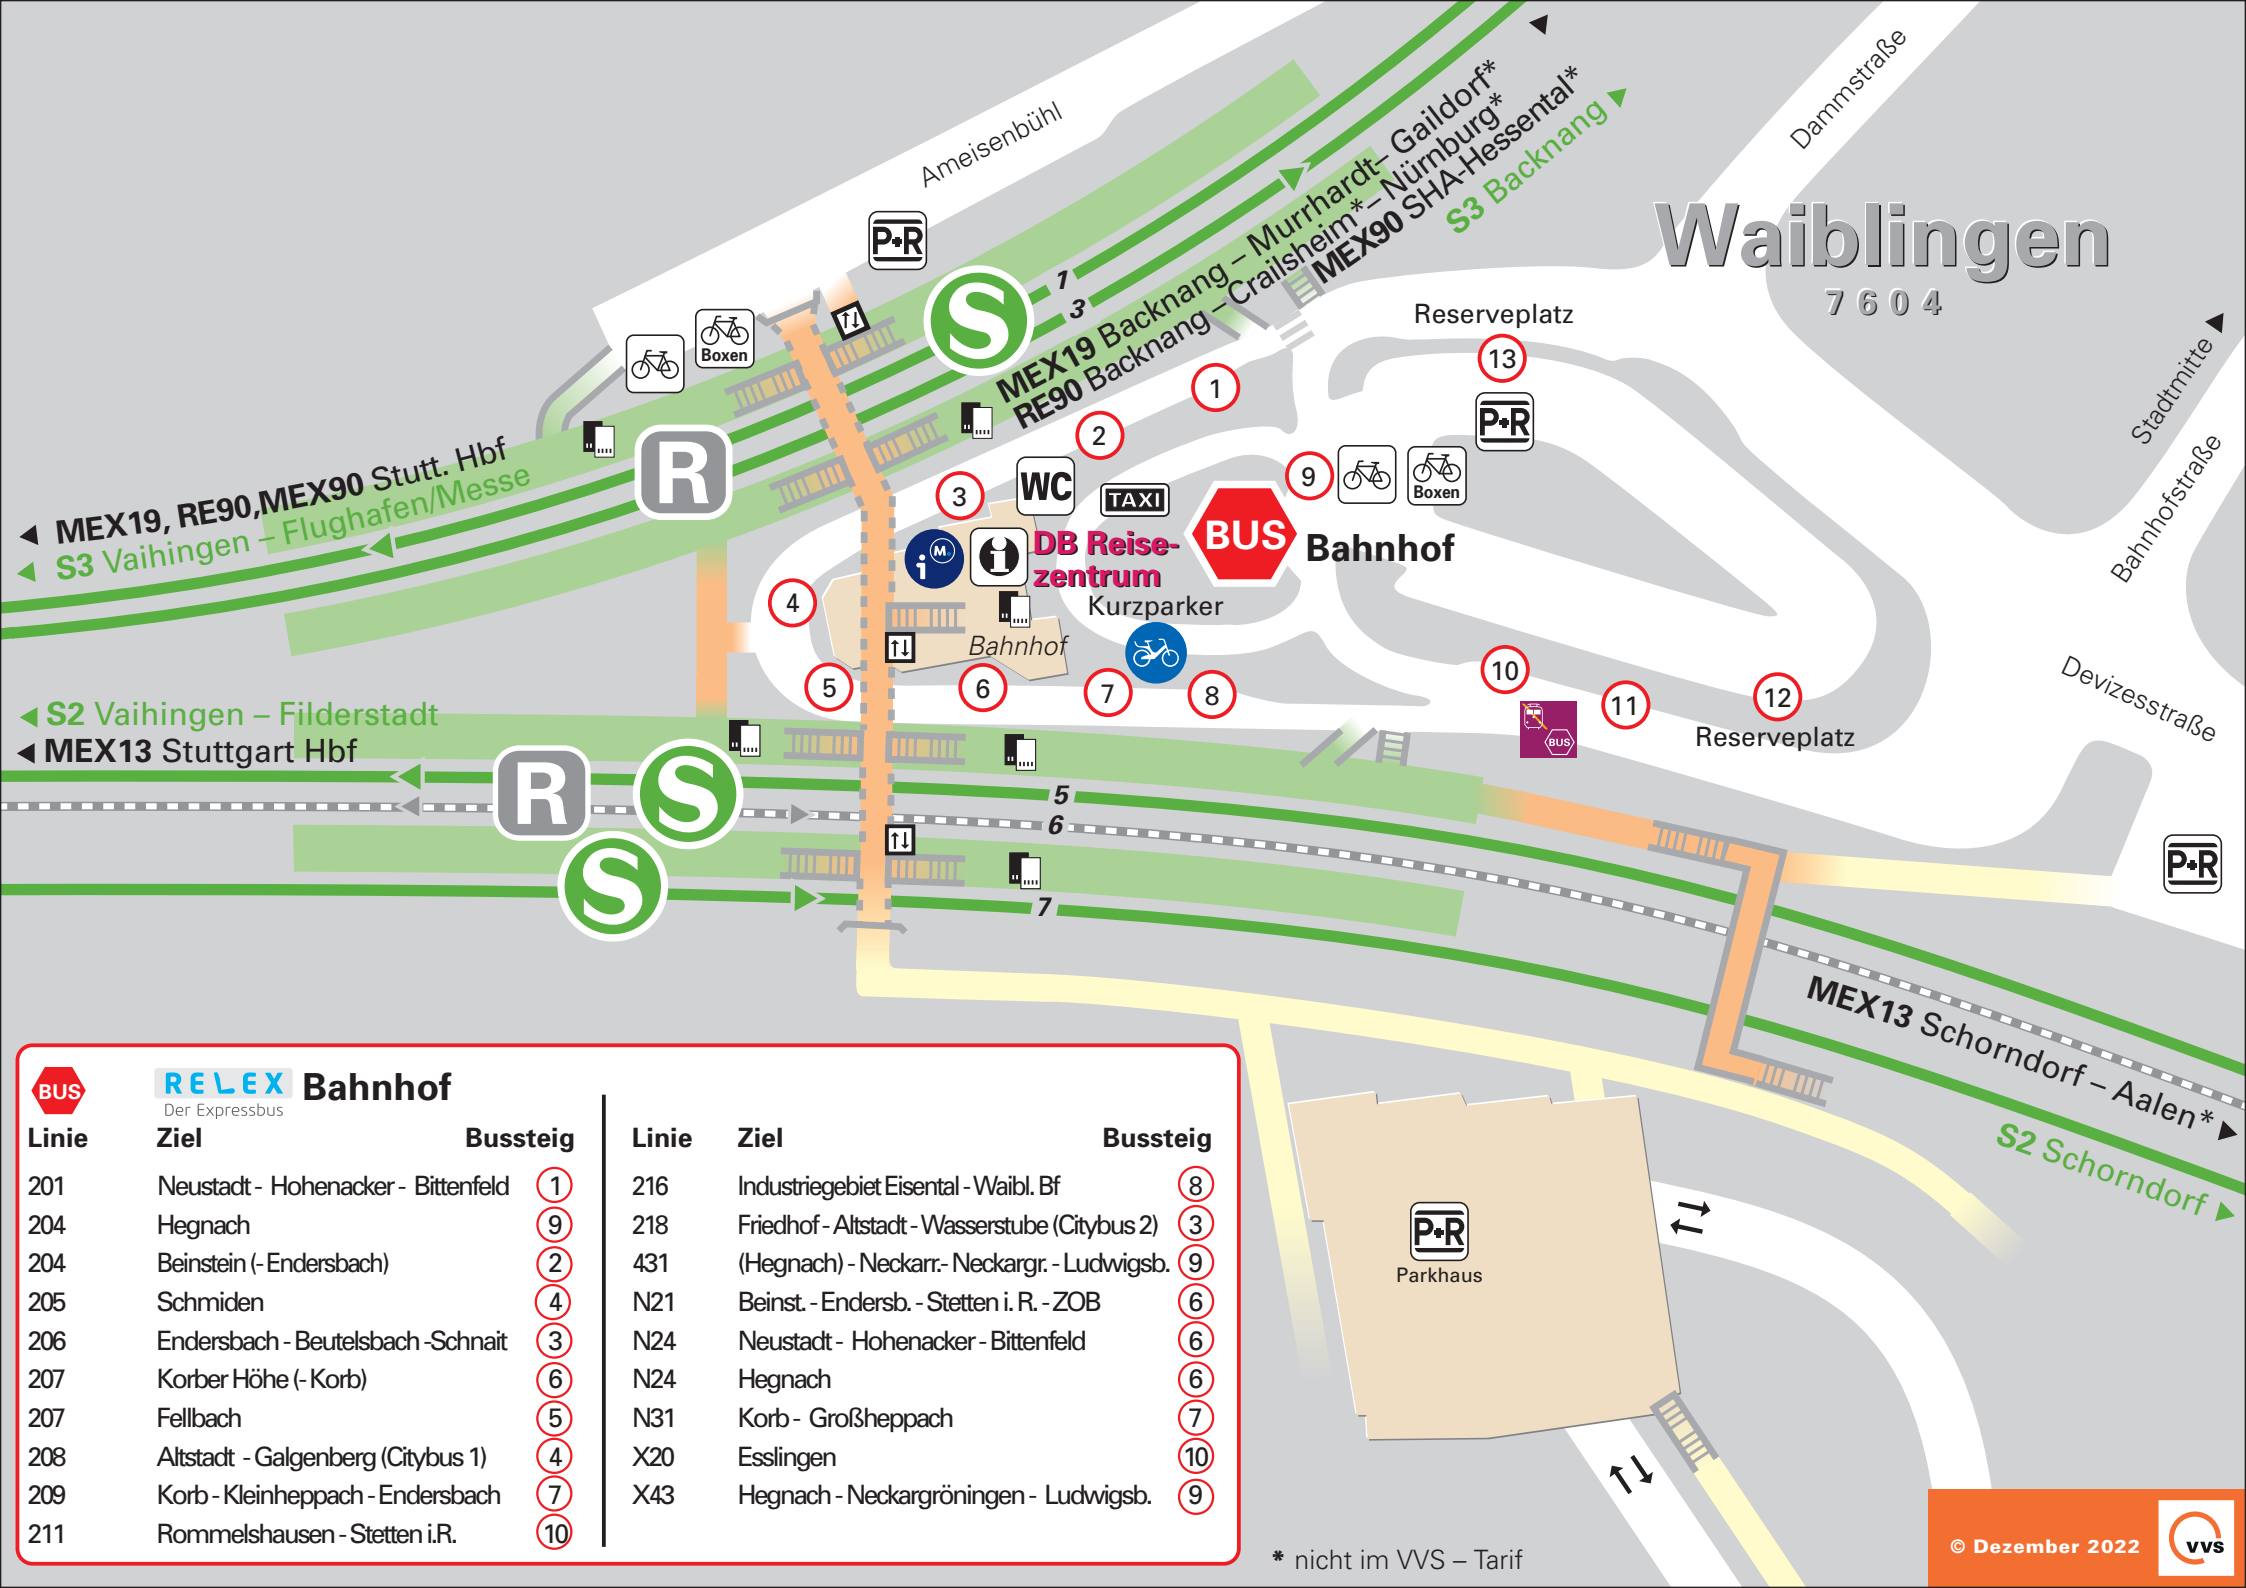 Ameisenbühl
Dammstraße
P+R
Boxen
S
1
3
MEX19 Backnang – Murrhardt – Gaildorf*
RE90 Backnang – Crailsheim* – Nürnburg*
MEX90 SHA-Hessental*
S3 Backnang
Waiblingen
7604
Reserveplatz
13
P+R
Stadtmitte
Bahnhofstraße
Devizesstraße
R
MEX19, RE90,MEX90 Stutt. Hbf
S3 Vaihingen – Flughafen/Messe
1
2
3
WC
TAXI
9
Boxen
BUS
Bahnhof
i M
i
DB Reise-
zentrum
Kurzparker
4
Bahnhof
5
6
7
8
10
11
12
Reserveplatz
BUS
S2 Vaihingen – Filderstadt
MEX13 Stuttgart Hbf
R
S
S
5
6
7
P+R
MEX13 Schorndorf – Aalen*
S2 Schorndorf
P+R
Parkhaus
BUS
RELEX Bahnhof
Der Expressbus
Linie Ziel Bussteig
201 Neustadt - Hohenacker - Bittenfeld 1
204 Hegnach 9
204 Beinstein (- Endersbach) 2
205 Schmiden 4
206 Endersbach - Beutelsbach -Schnait 3
207 Korber Höhe (- Korb) 6
207 Fellbach 5
208 Altstadt - Galgenberg (Citybus 1) 4
209 Korb - Kleinheppach - Endersbach 7
211 Rommelshausen - Stetten i.R. 10
Linie Ziel Bussteig
216 Industriegebiet Eisental - Waibl. Bf 8
218 Friedhof - Altstadt - Wasserstube (Citybus 2) 3
431 (Hegnach) - Neckarr.- Neckargr. - Ludwigsb. 9
N21 Beinst. - Endersb. - Stetten i. R. - ZOB 6
N24 Neustadt - Hohenacker - Bittenfeld 6
N24 Hegnach 6
N31 Korb - Großheppach 7
X20 Esslingen 10
X43 Hegnach - Neckargröningen - Ludwigsb. 9
* nicht im VVS – Tarif
© Dezember 2022
VVS